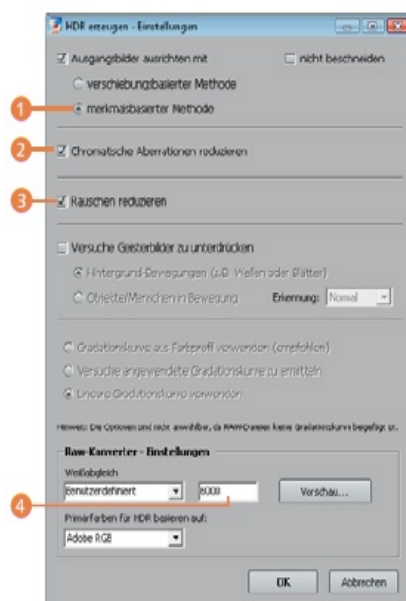 HDR erzeugen - Einstellungen
Ausgangsbilder ausrichten mit
nicht beschneiden
verschiebungsbasierter Methode
1
merkmasbasierter Methode
2
Chromatische Aberrationen reduzieren
3
Rauschen reduzieren
Versuche Geisterbilder zu unterdrücken
Hintergrund-Bewegungen (z.B. Wellen oder Blätter)
Objecte/Menschen in Bewegung
Erkennung:
Normal
Gradationskurve aus Farbprofil verwenden (empfohlen)
Versuche angewendete Gradationskurve zu ermitteln
Lineare Gradationskurve verwenden
Hinweis: Die Optionen sind nicht anwählbar, da RAW-Dateien keine Gradationskurve beigefügt ist.
Raw-Konverter - Einstellungen
Weißabgleich
Benutzerdefiniert
6000
Vorschau...
4
Primärfarben für HDR basieren auf:
Adobe RGB
OK
Abbrechen